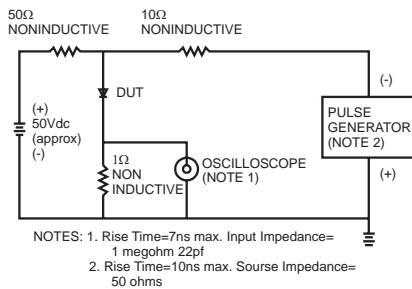 50Ω
NONINDUCTIVE
10Ω
NONINDUCTIVE
(+)
50Vdc
(approx)
(-)
DUT
1Ω
NON
INDUCTIVE
OSCILLOSCOPE
(NOTE 1)
(-)
PULSE
GENERATOR
(NOTE 2)
(+)
NOTES: 1. Rise Time=7ns max. Input Impedance=
1 megohm 22pf
2. Rise Time=10ns max. Sourse Impedance=
50 ohms